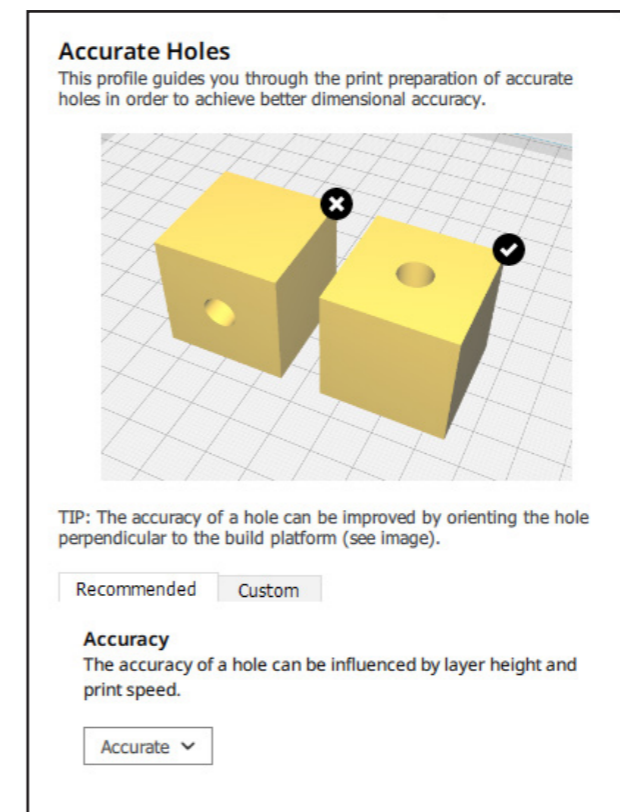 Accurate Holes
This profile guides you through the print preparation of accurate
holes in order to achieve better dimensional accuracy.
TIP: The accuracy of a hole can be improved by orienting the hole
perpendicular to the build platform (see image).
Recommended Custom
Accuracy
The accuracy of a hole can be influenced by layer height and
print speed.
Accurate